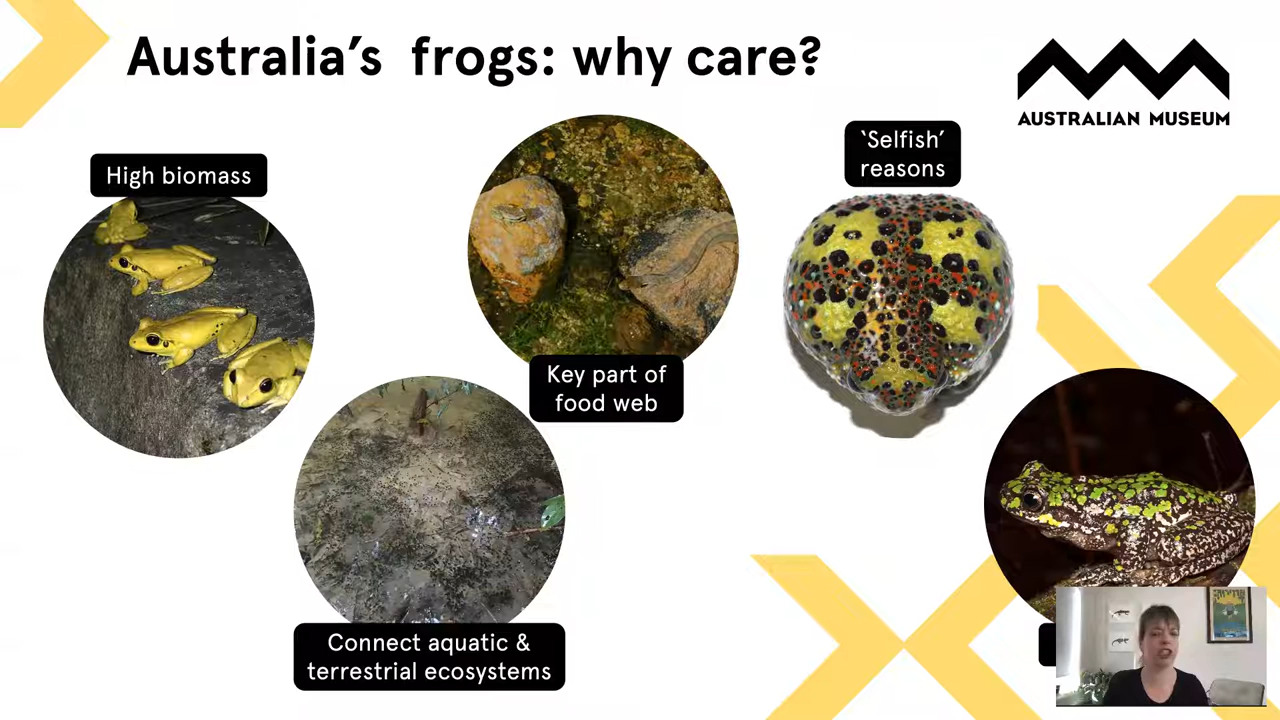 Australia's frogs: why care?
AUSTRALIAN MUSEUM
High biomass
'Selfish'
reasons
Key part of
food web
Connect aquatic &
terrestrial ecosystems